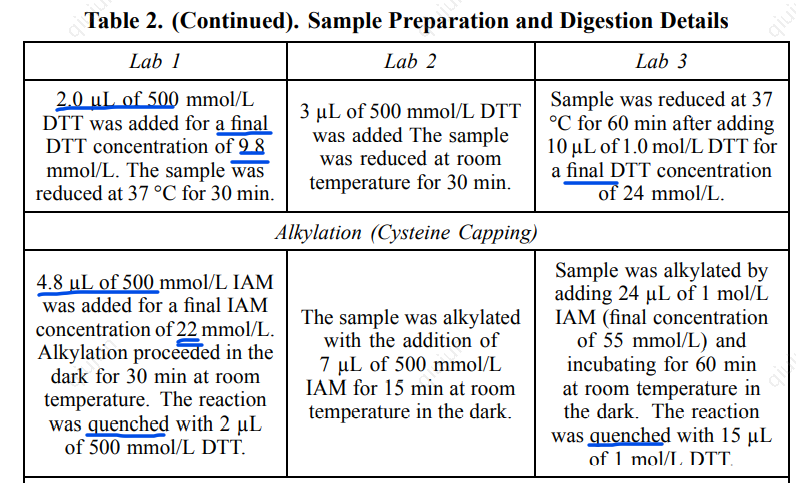 Table 2. (Continued). Sample Preparation and Digestion Details
Lab 1
Lab 2
Lab 3
2.0 µL of 500 mmol/L
DTT was added for a final
DTT concentration of 9.8
mmol/L. The sample was
reduced at 37 °C for 30 min.
3 µL of 500 mmol/L DTT
was added The sample
was reduced at room
temperature for 30 min.
Sample was reduced at 37
°C for 60 min after adding
10 µL of 1.0 mol/L DTT for
a final DTT concentration
of 24 mmol/L.
Alkylation (Cysteine Capping)
4.8 µL of 500 mmol/L IAM
was added for a final IAM
concentration of 22 mmol/L.
Alkylation proceeded in the
dark for 30 min at room
temperature. The reaction
was quenched with 2 µL
of 500 mmol/L DTT.
The sample was alkylated
with the addition of
7 µL of 500 mmol/L
IAM for 15 min at room
temperature in the dark.
Sample was alkylated by
adding 24 µL of 1 mol/L
IAM (final concentration
of 55 mmol/L) and
incubating for 60 min
at room temperature in
the dark. The reaction
was quenched with 15 µL
of 1 mol/L DTT.